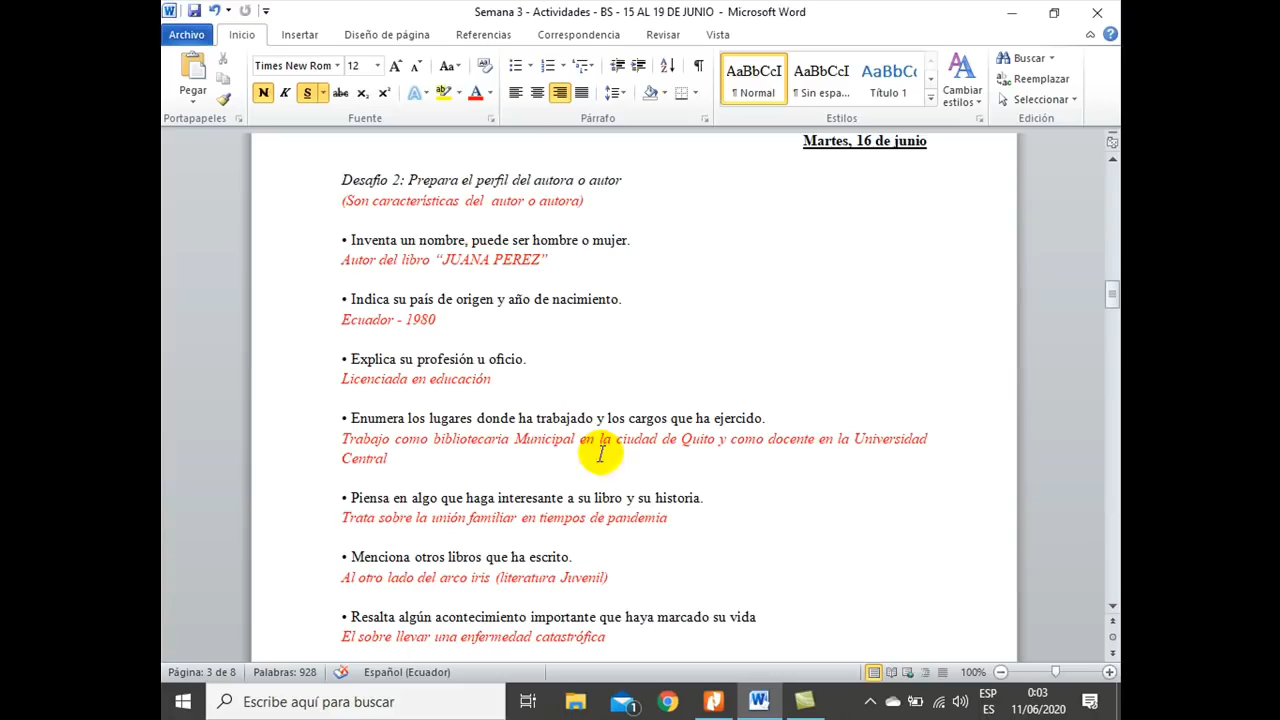 Semana 3 - Actividades - BS - 15 AL 19 DE JUNIO - Microsoft Word
Archivo Inicio Insertar Diseño de página Referencias Correspondencia Revisar Vista
Pegar
Times New Rom 12 Aa
N K S abc x₂ x² A ab A
AaBbCcI AaBbCcI AaBbCc
¶ Normal ¶ Sin espa... Título 1
Cambiar estilos
Buscar
Reemplazar
Seleccionar
Portapapeles Fuente Párrafo Estilos Edición
Martes, 16 de junio
Desafio 2: Prepara el perfil del autora o autor
(Son características del autor o autora)
• Inventa un nombre, puede ser hombre o mujer.
Autor del libro “JUANA PEREZ”
• Indica su país de origen y año de nacimiento.
Ecuador - 1980
• Explica su profesión u oficio.
Licenciada en educación
• Enumera los lugares donde ha trabajado y los cargos que ha ejercido.
Trabajo como bibliotecaria Municipal en la ciudad de Quito y como docente en la Universidad
Central
• Piensa en algo que haga interesante a su libro y su historia.
Trata sobre la unión familiar en tiempos de pandemia
• Menciona otros libros que ha escrito.
Al otro lado del arco iris (literatura Juvenil)
• Resalta algún acontecimiento importante que haya marcado su vida
El sobre llevar una enfermedad catastrófica
Página: 3 de 8 Palabras: 928 Español (Ecuador) 100%
Escribe aquí para buscar
1
ESP
ES
0:03
11/06/2020